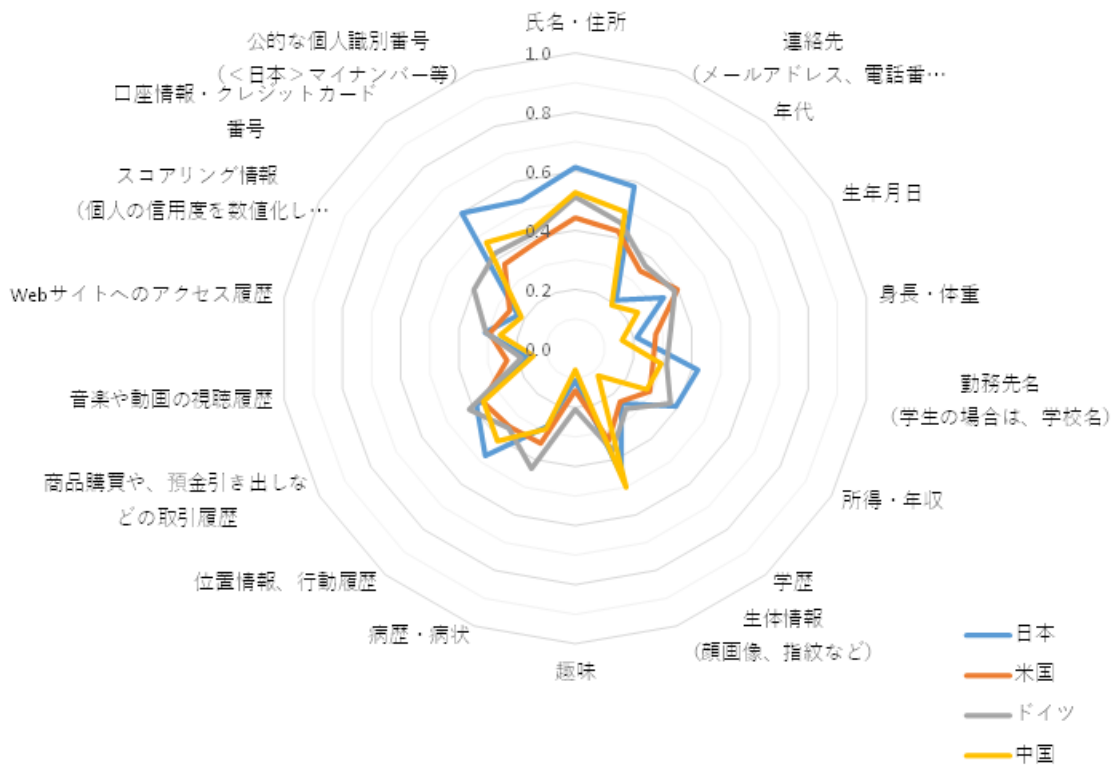 氏名・住所
連絡先
（メールアドレス、電話番…
年代
生年月日
身長・体重
勤務先名
（学生の場合は、学校名）
所得・年収
学歴
生体情報
（顔画像、指紋など）
趣味
病歴・病状
位置情報、行動履歴
商品購買や、預金引き出しな
どの取引履歴
音楽や動画の視聴履歴
Webサイトへのアクセス履歴
スコアリング情報
（個人の信用度を数値化し…
口座情報・クレジットカード
番号
公的な個人識別番号
（＜日本＞マイナンバー等）
1.0
0.8
0.6
0.4
0.2
0.0
日本
米国
ドイツ
中国